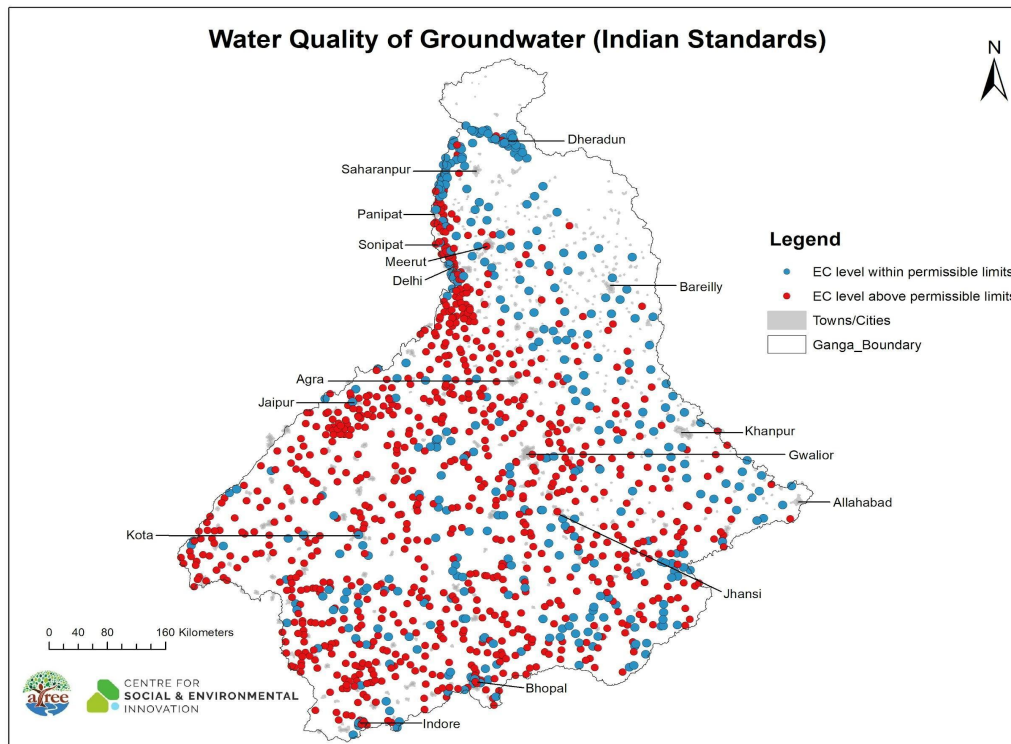 Water Quality of Groundwater (Indian Standards)
N
Dheradun
Saharanpur
Panipat
Sonipat
Meerut
Delhi
Bareilly
Legend
EC level within permissible limits
EC level above permissible limits
Towns/Cities
Ganga_Boundary
Agra
Jaipur
Khanpur
Gwalior
Allahabad
Kota
Jhansi
0 40 80 160 Kilometers
Bhopal
Indore
atree
CENTRE FOR
SOCIAL & ENVIRONMENTAL
INNOVATION